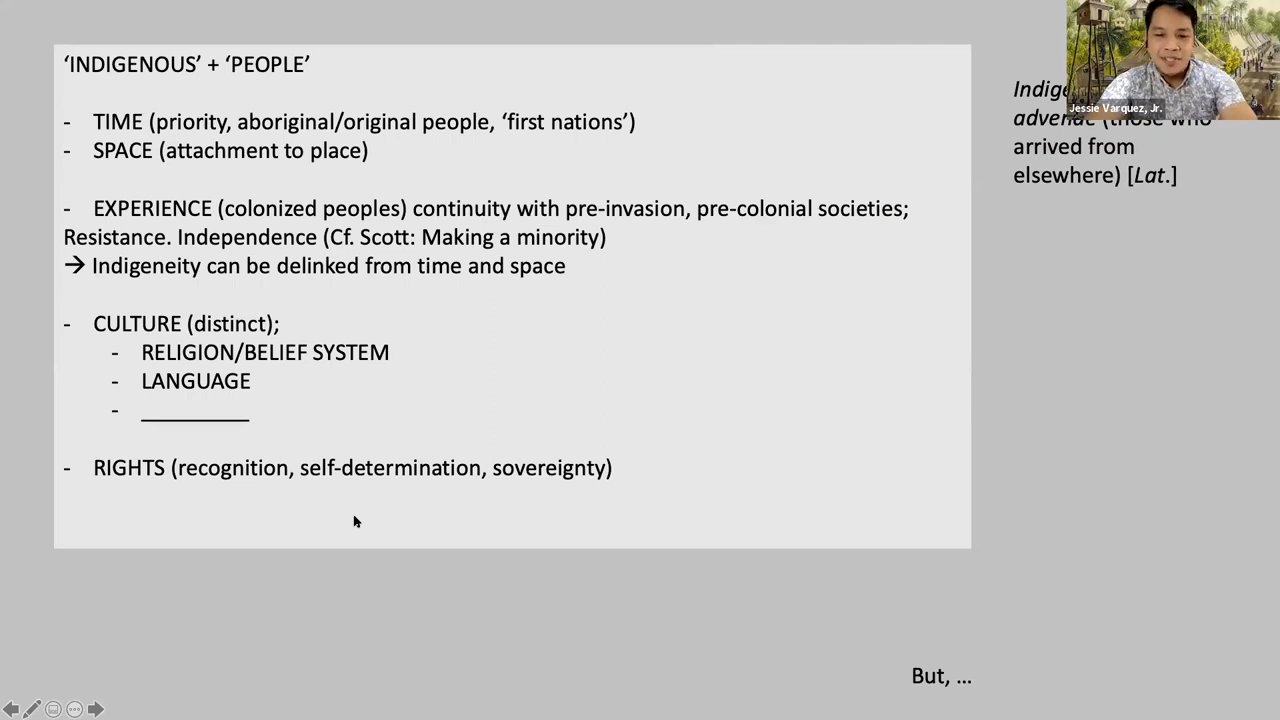 ‘INDIGENOUS’ + ‘PEOPLE’
- TIME (priority, aboriginal/original people, ‘first nations’)
- SPACE (attachment to place)
- EXPERIENCE (colonized peoples) continuity with pre-invasion, pre-colonial societies;
Resistance. Independence (Cf. Scott: Making a minority)
→ Indigeneity can be delinked from time and space
- CULTURE (distinct);
- RELIGION/BELIEF SYSTEM
- LANGUAGE
- __________
- RIGHTS (recognition, self-determination, sovereignty)
But, ...
Jessie Varquez, Jr.
arrived from
elsewhere) [Lat.]